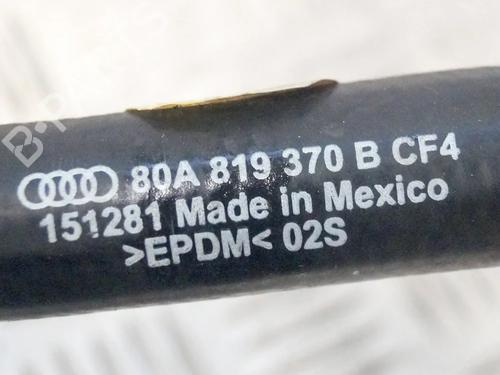 80A 819 370 B CF4
151281 Made in Mexico
>EPDM< 02S